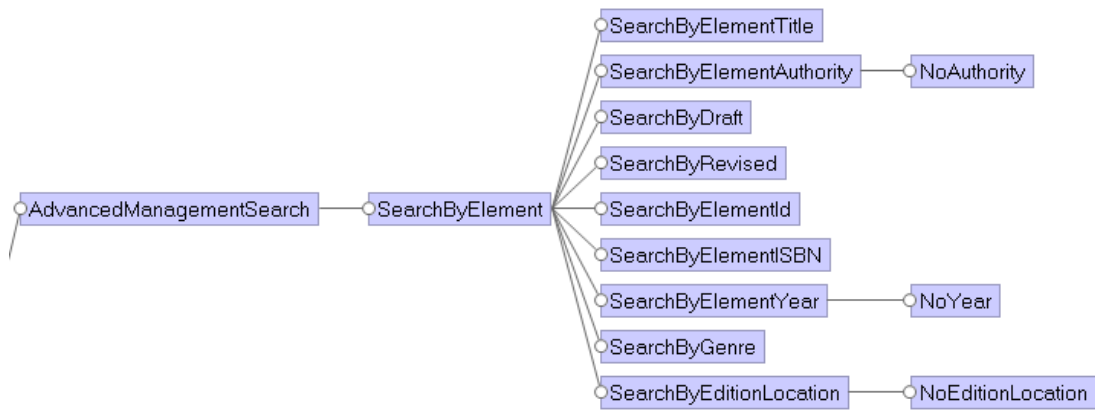 SearchByElementTitle
SearchByElementAuthority NoAuthority
SearchByDraft
SearchByRevised
AdvancedManagementSearch SearchByElement SearchByElementId
SearchByElementISBN
SearchByElementYear NoYear
SearchByGenre
SearchByEditionLocation NoEditionLocation